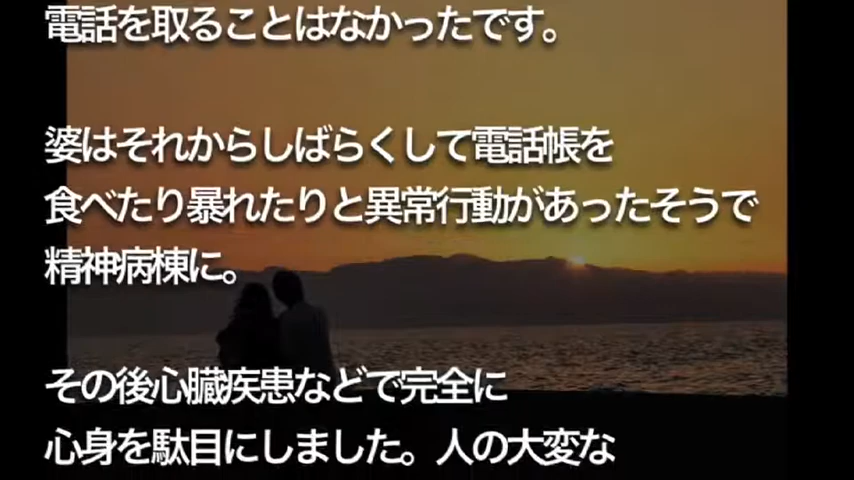 電話を取ることはなかったです。
婆はそれからしばらくして電話帳を
食べたり暴れたりと異常行動があったそうで
精神病棟に。
その後心臓疾患などで完全に
心身を駄目にしました。人の大変な